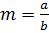 m = a/b